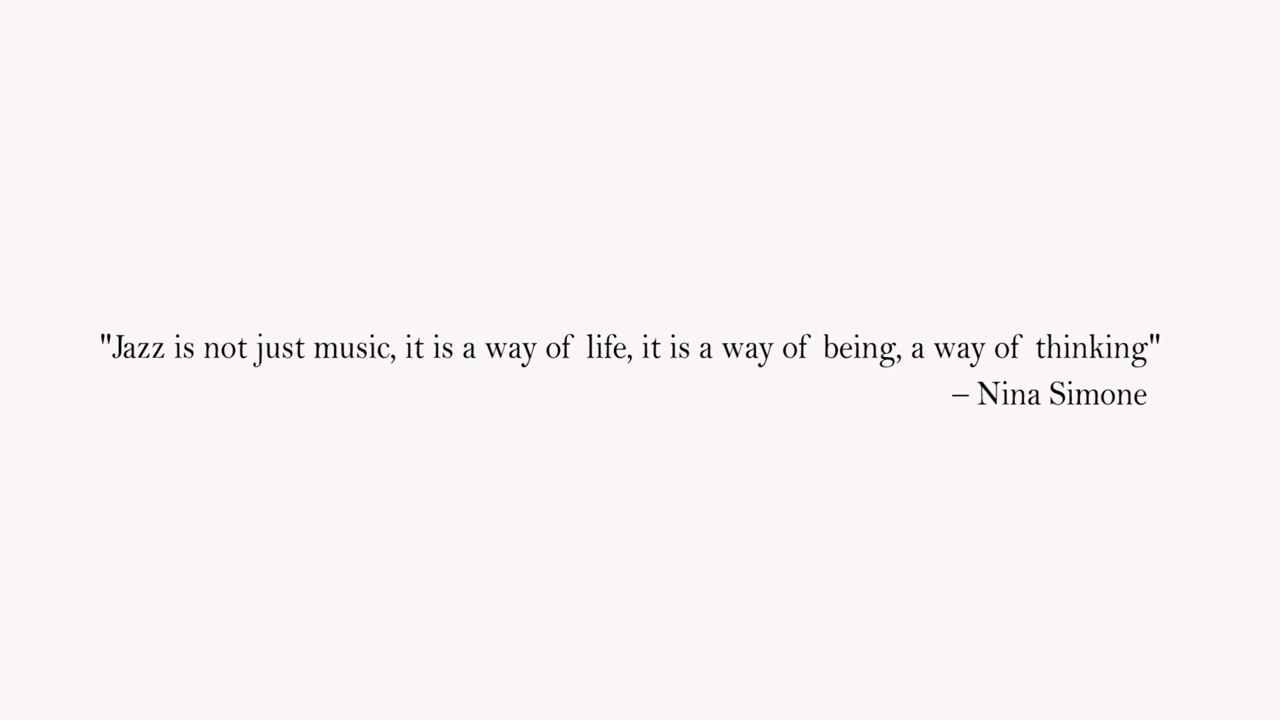 "Jazz is not just music, it is a way of life, it is a way of being, a way of thinking"
– Nina Simone